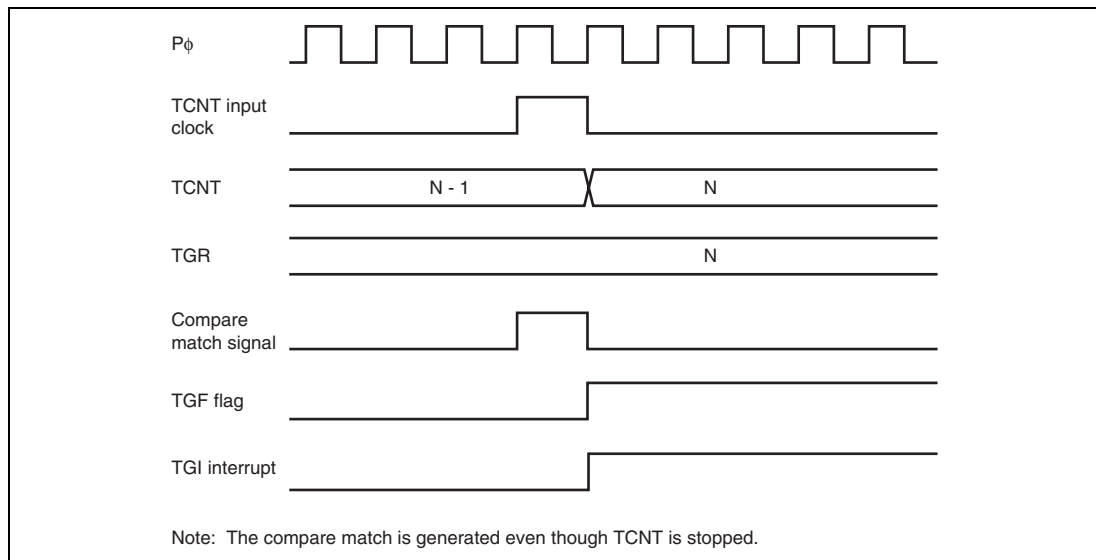 Pϕ
TCNT input
clock
TCNT
N - 1
N
TGR
N
Compare
match signal
TGF flag
TGI interrupt
Note: The compare match is generated even though TCNT is stopped.